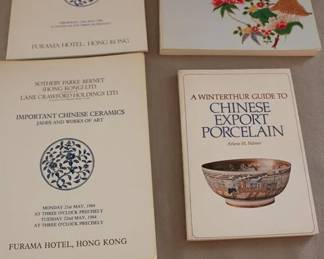 FURAMA HOTEL, HONG KONG
SOTHEBY PARKE BERNET
(HONG KONG) LTD
LANE CRAWFORD HOLDINGS LTD
IMPORTANT CHINESE CERAMICS
JADES AND WORKS OF ART
MONDAY 21st MAY, 1984
AT THREE O'CLOCK PRECISELY
TUESDAY 22nd MAY, 1984
AT THREE O'CLOCK PRECISELY
FURAMA HOTEL, HONG KONG
A WINTERTHUR GUIDE TO
CHINESE
EXPORT
PORCELAIN
Arlene M. Palmer